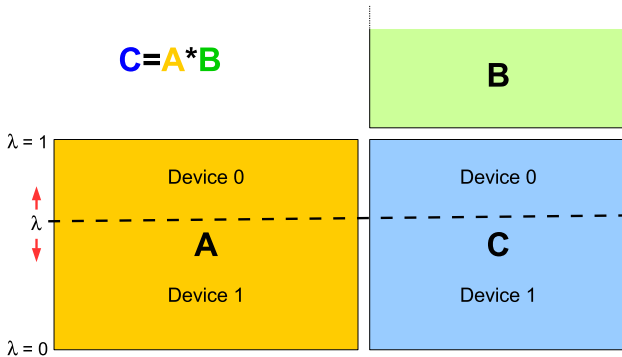 C=A*B
B
λ = 1
Device 0
Device 0
λ
A
C
Device 1
Device 1
λ = 0